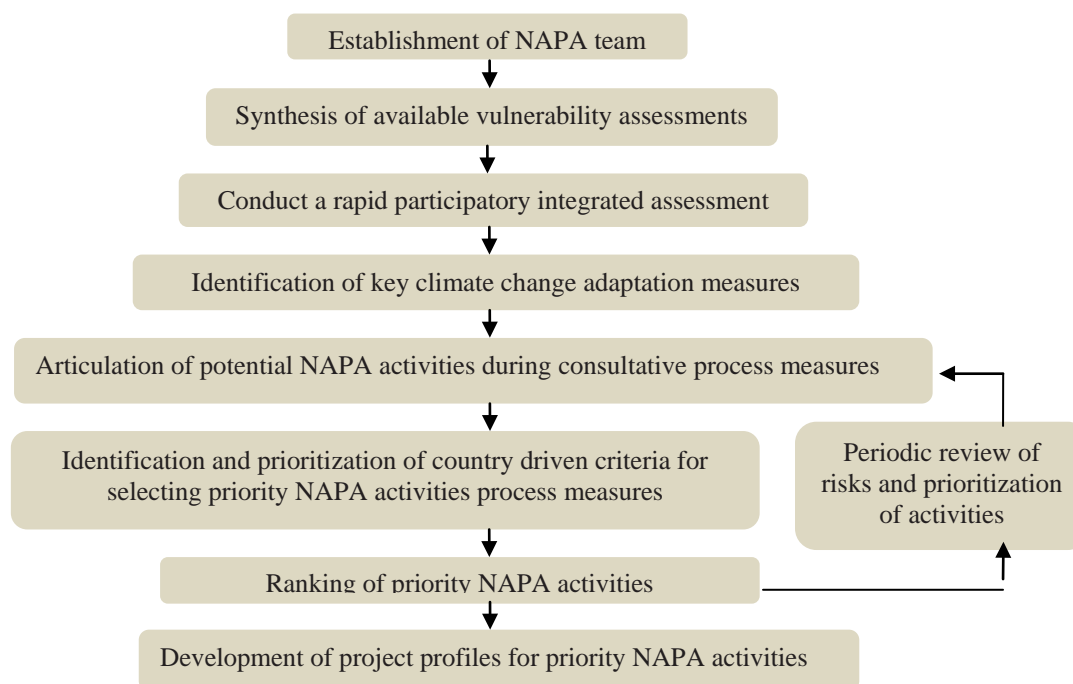 Establishment of NAPA team
Synthesis of available vulnerability assessments
Conduct a rapid participatory integrated assessment
Identification of key climate change adaptation measures
Articulation of potential NAPA activities during consultative process measures
Identification and prioritization of country driven criteria for
selecting priority NAPA activities process measures
Periodic review of
risks and prioritization
of activities
Ranking of priority NAPA activities
Development of project profiles for priority NAPA activities